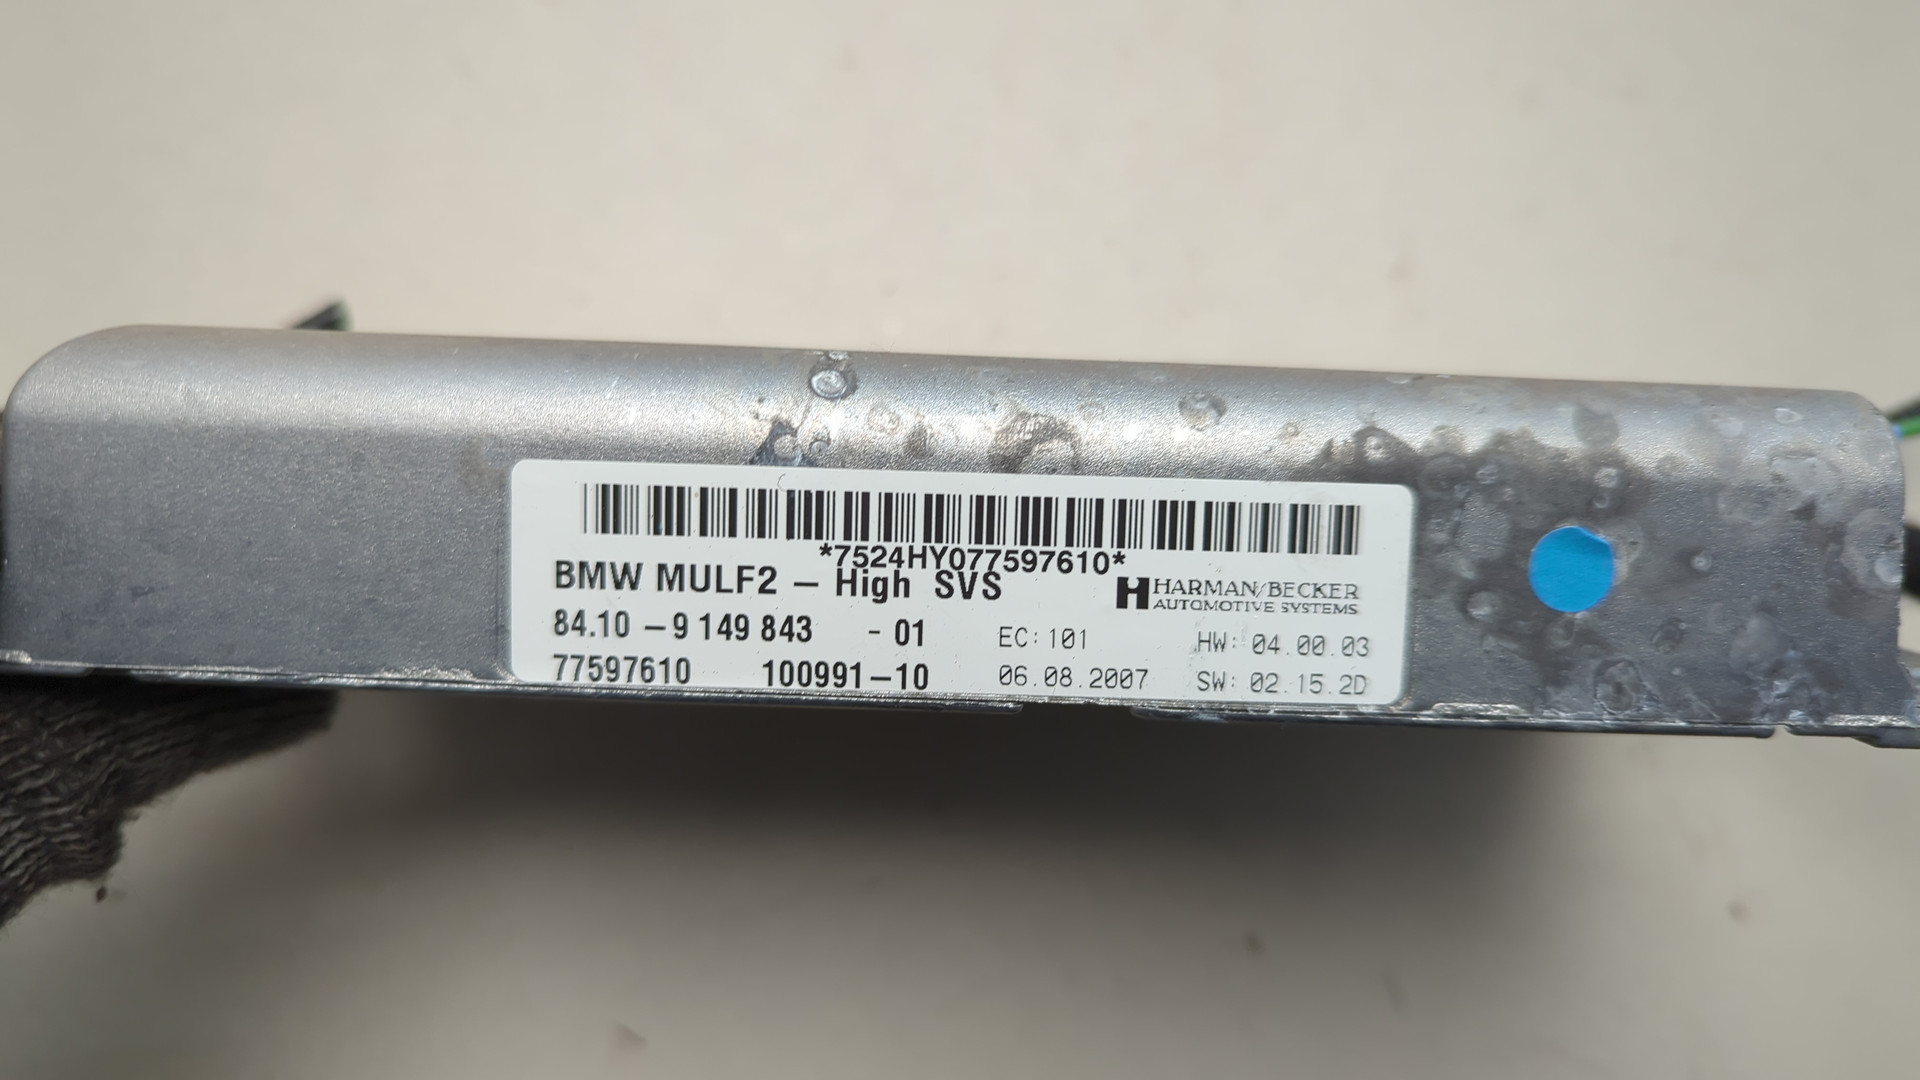 *7524HY077597610*
BMW MULF2 – High SVS
HARMAN/BECKER
AUTOMOTIVE SYSTEMS
84.10 – 9 149 843 - 01 EC: 101 HW: 04.00.03
77597610 100991–10 06.08.2007 SW: 02.15.2D